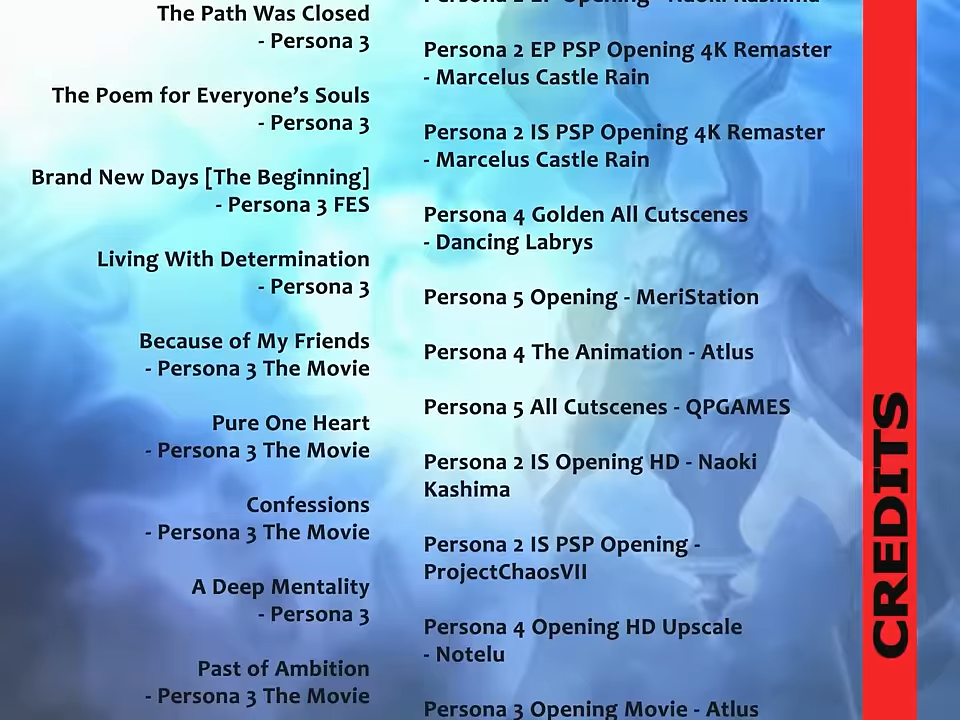 The Path Was Closed
- Persona 3
The Poem for Everyone’s Souls
- Persona 3
Brand New Days [The Beginning]
- Persona 3 FES
Living With Determination
- Persona 3
Because of My Friends
- Persona 3 The Movie
Pure One Heart
- Persona 3 The Movie
Confessions
- Persona 3 The Movie
A Deep Mentality
- Persona 3
Past of Ambition
- Persona 3 The Movie
Persona 2 EP Opening - Naoki Kashima
Persona 2 EP PSP Opening 4K Remaster
- Marcelus Castle Rain
Persona 2 IS PSP Opening 4K Remaster
- Marcelus Castle Rain
Persona 4 Golden All Cutscenes
- Dancing Labrys
Persona 5 Opening - MeriStation
Persona 4 The Animation - Atlus
Persona 5 All Cutscenes - QPGAMES
Persona 2 IS Opening HD - Naoki
Kashima
Persona 2 IS PSP Opening -
ProjectChaosVII
Persona 4 Opening HD Upscale
- Notelu
Persona 3 Opening Movie - Atlus
CREDITS